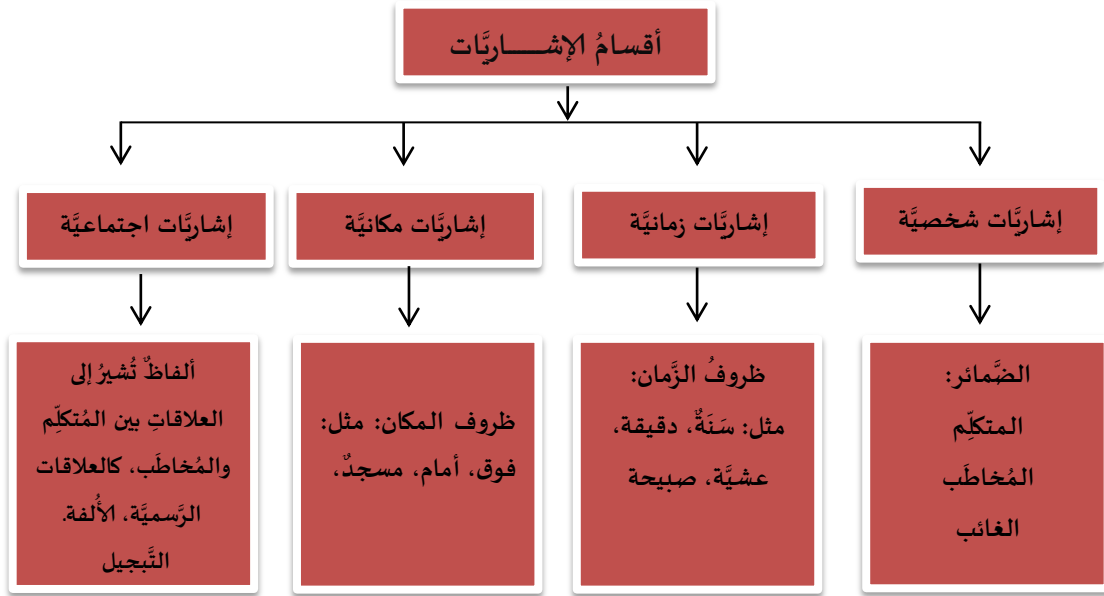 أقسامُ الإشـــــاريَّات
إشاريَّات شخصيَّة
إشاريَّات زمانيَّة
إشاريَّات مكانيَّة
إشاريَّات اجتماعيَّة
الضَّمائر:
المتكلِّم
المُخاطَب
الغائب
ظروفُ الزَّمان:
مثل: سَنَةٌ، دقيقة،
عشيَّة، صبيحة
ظروف المكان: مثل:
فوق، أمام، مسجدٌ،
ألفاظٌ تُشيرُ إلى
العلاقاتِ بين المُتكلِّم
والمُخاطَب، كالعلاقات
الرَّسميَّة، الأُلفة.
التَّبجيل